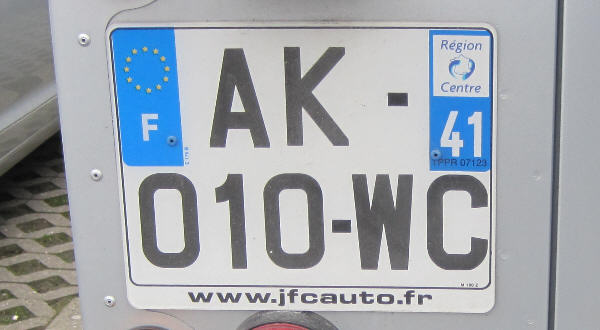 F AK - Région Centre 41
TPPR 07123
010-WC
www.jfcauto.fr